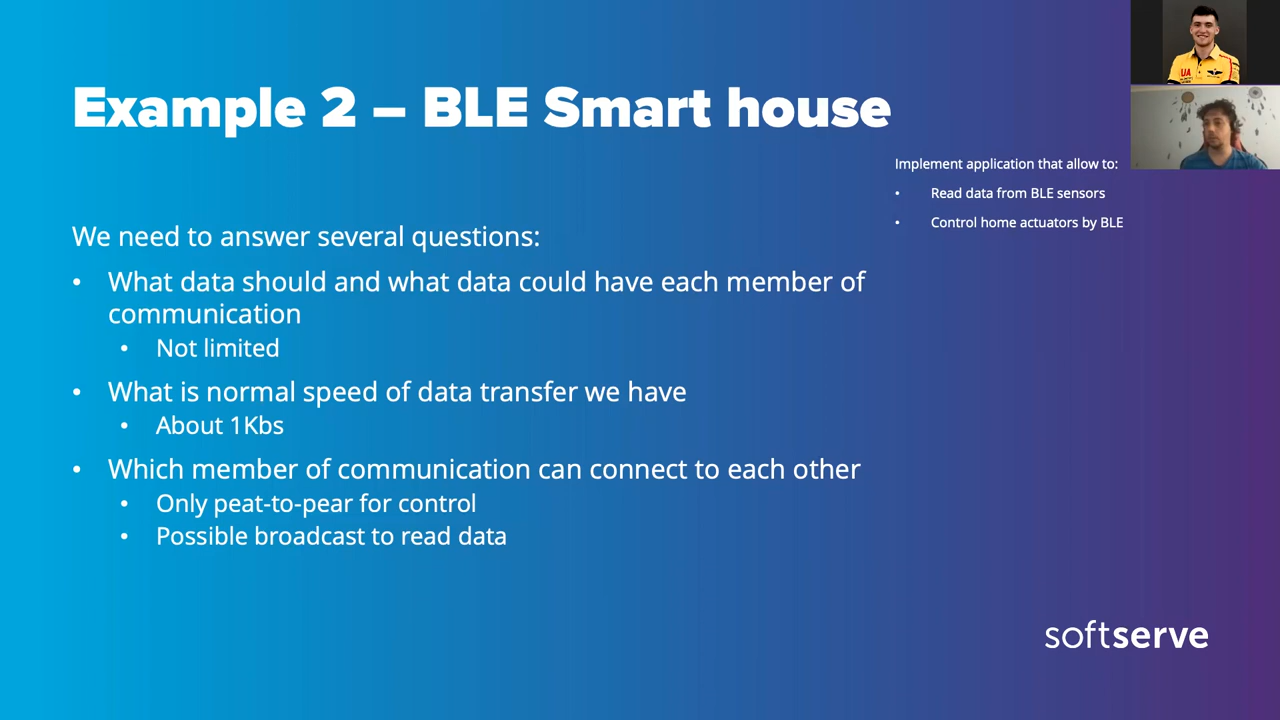 Example 2 – BLE Smart house
Implement application that allow to:
• Read data from BLE sensors
• Control home actuators by BLE
We need to answer several questions:
• What data should and what data could have each member of
communication
• Not limited
• What is normal speed of data transfer we have
• About 1Kbs
• Which member of communication can connect to each other
• Only peat-to-pear for control
• Possible broadcast to read data
softserve
UA